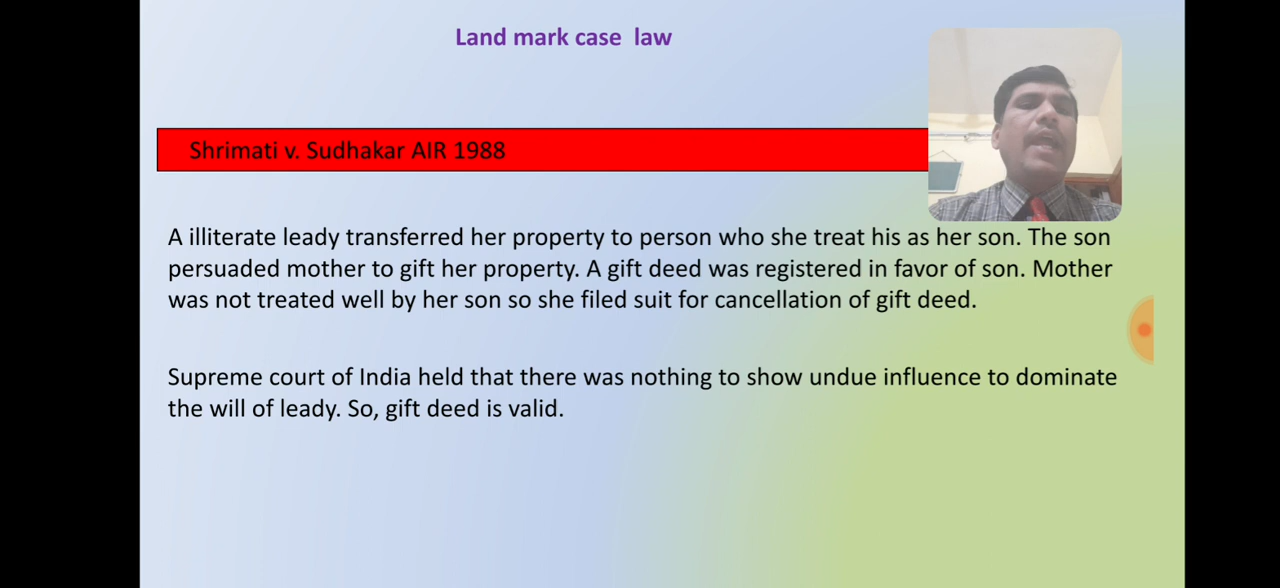 Land mark case law
Shrimati v. Sudhakar AIR 1988
A illiterate leady transferred her property to person who she treat his as her son. The son
persuaded mother to gift her property. A gift deed was registered in favor of son. Mother
was not treated well by her son so she filed suit for cancellation of gift deed.
Supreme court of India held that there was nothing to show undue influence to dominate
the will of leady. So, gift deed is valid.